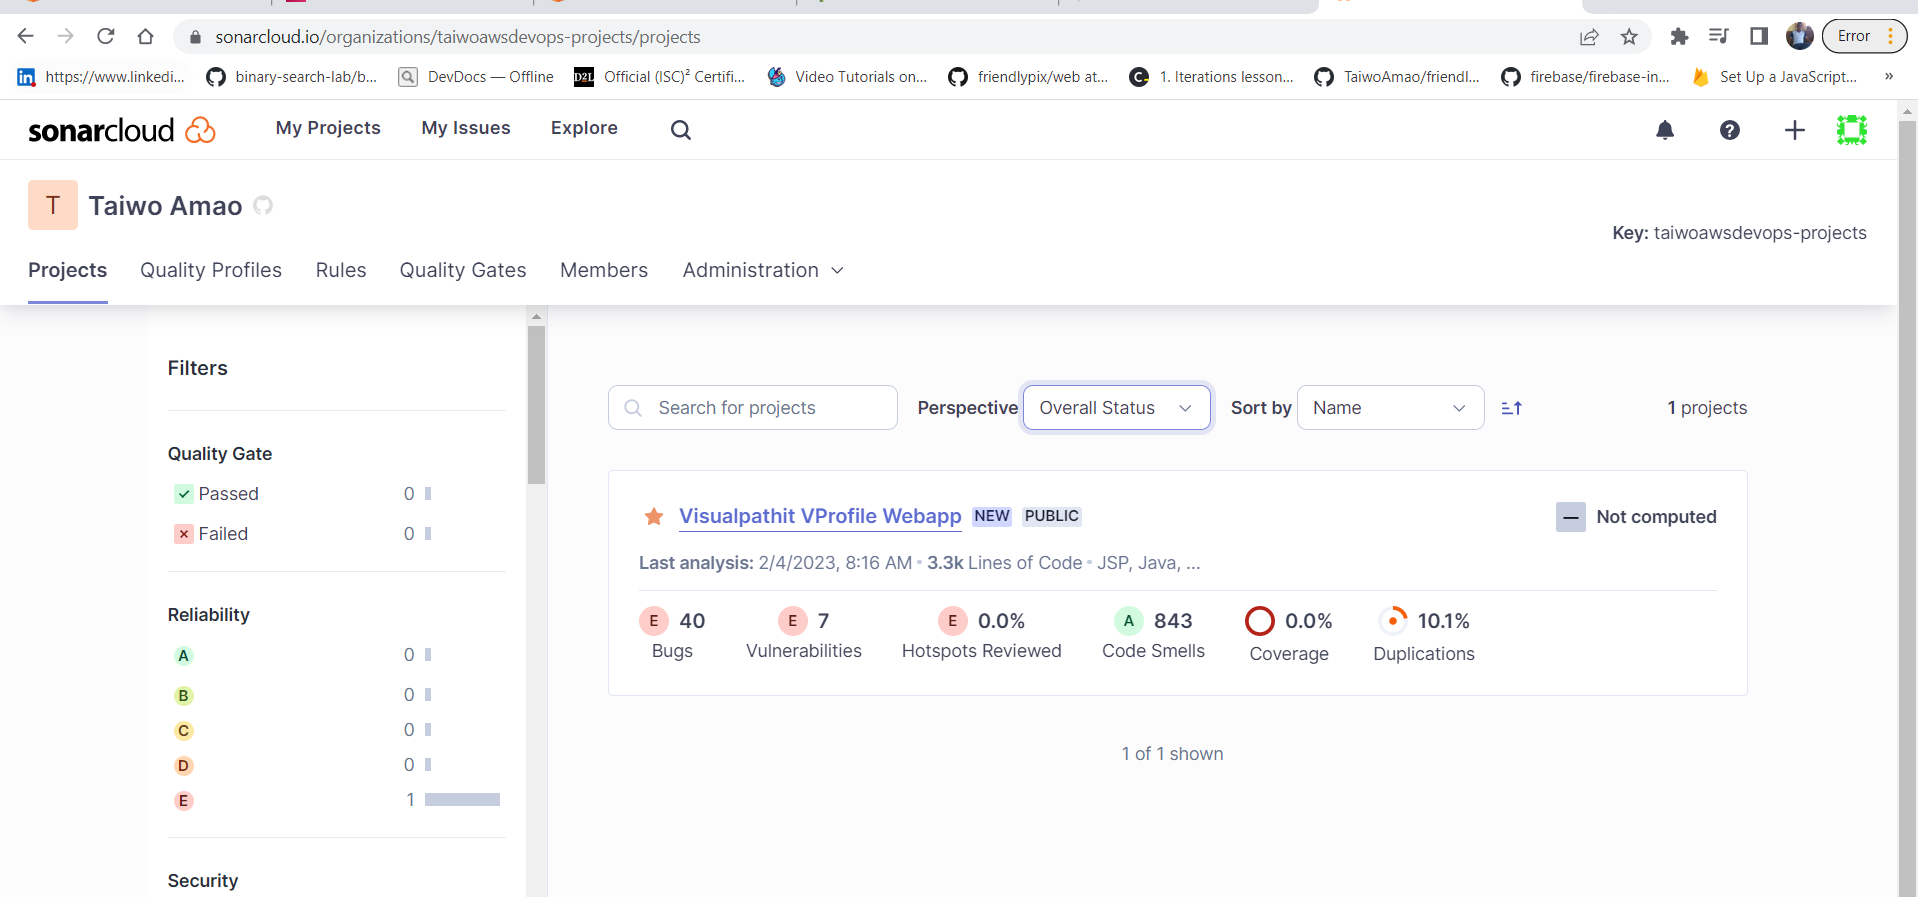 sonarcloud.io/organizations/taiwoawsdevops-projects/projects
Error
https://www.linkedi...
binary-search-lab/b...
DevDocs — Offline
D2L
Official (ISC)² Certifi...
Video Tutorials on...
friendlypix/web at...
1. Iterations lesson...
TaiwoAmao/friendl...
firebase/firebase-in...
Set Up a JavaScript...
»
sonarcloud
My Projects
My Issues
Explore
T
Taiwo Amao
Key: taiwoawsdevops-projects
Projects
Quality Profiles
Rules
Quality Gates
Members
Administration
Filters
Quality Gate
Passed 0
Failed 0
Reliability
A 0
B 0
C 0
D 0
E 1
Security
Search for projects
Perspective Overall Status
Sort by Name
1 projects
Visualpathit VProfile Webapp NEW PUBLIC
Not computed
Last analysis: 2/4/2023, 8:16 AM • 3.3k Lines of Code • JSP, Java, ...
E 40
Bugs
E 7
Vulnerabilities
E 0.0%
Hotspots Reviewed
A 843
Code Smells
0.0%
Coverage
10.1%
Duplications
1 of 1 shown